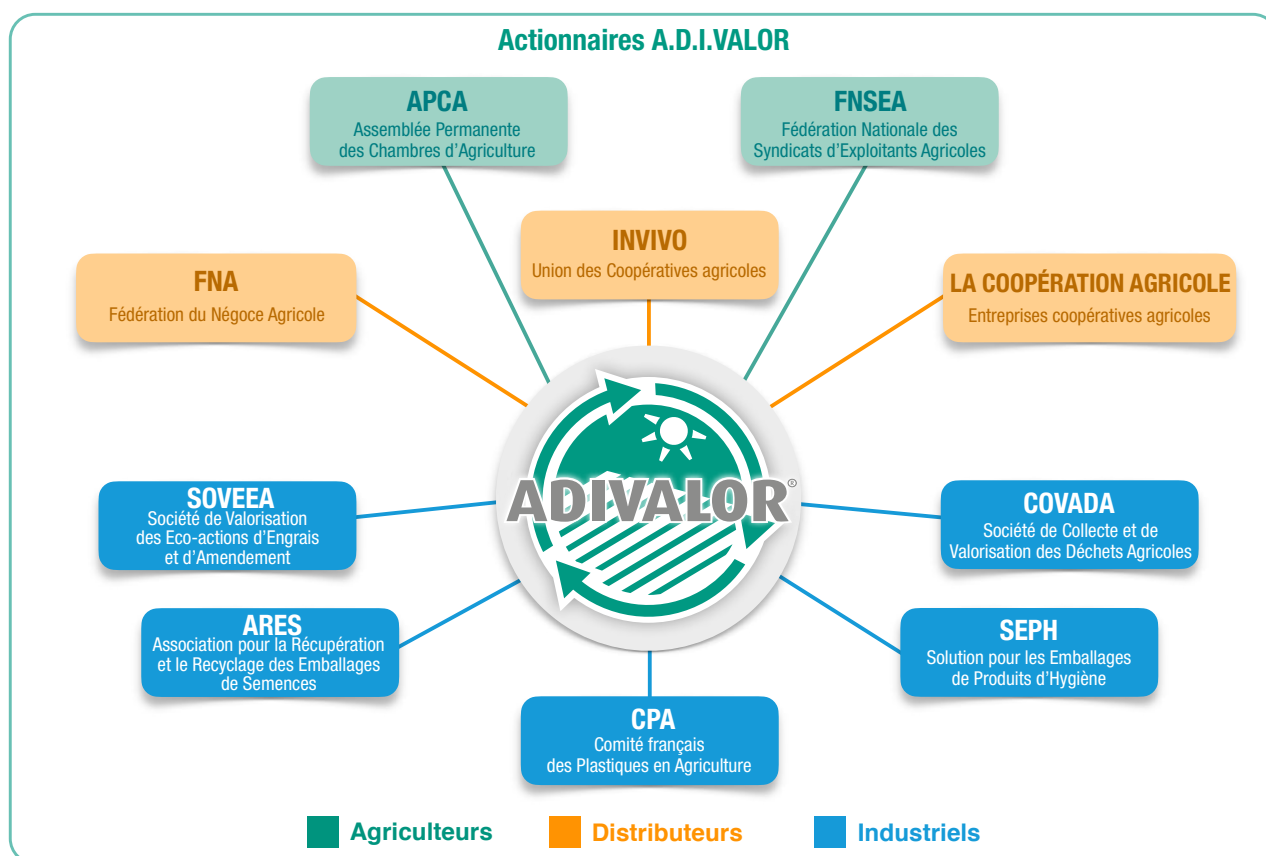 Actionnaires A.D.I.VALOR
APCA
Assemblée Permanente
des Chambres d'Agriculture
FNSEA
Fédération Nationale des
Syndicats d'Exploitants Agricoles
FNA
Fédération du Négoce Agricole
INVIVO
Union des Coopératives agricoles
LA COOPÉRATION AGRICOLE
Entreprises coopératives agricoles
ADIVALOR®
SOVEEA
Société de Valorisation
des Eco-actions d'Engrais
et d'Amendement
COVADA
Société de Collecte et de
Valorisation des Déchets Agricoles
ARES
Association pour la Récupération
et le Recyclage des Emballages
de Semences
SEPH
Solution pour les Emballages
de Produits d'Hygiène
CPA
Comité français
des Plastiques en Agriculture
Agriculteurs
Distributeurs
Industriels